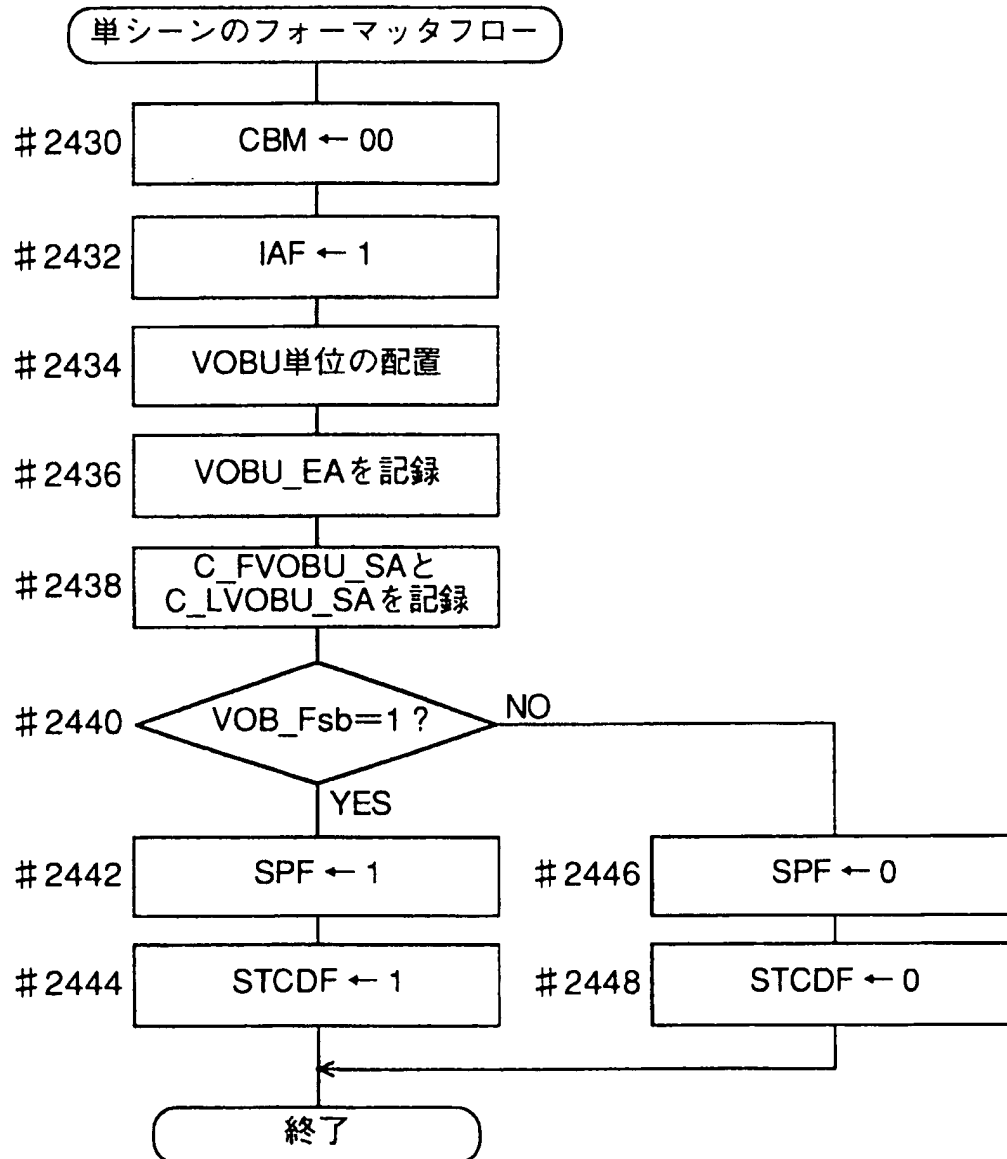 単シーンのフォーマッタフロー
#2430
CBM ← 00
#2432
IAF ← 1
#2434
VOBU単位の配置
#2436
VOBU_EAを記録
#2438
C_FVOBU_SAと
C_LVOBU_SAを記録
#2440
VOB_Fsb=1?
NO
YES
#2442
SPF ← 1
#2446
SPF ← 0
#2444
STCDF ← 1
#2448
STCDF ← 0
終了